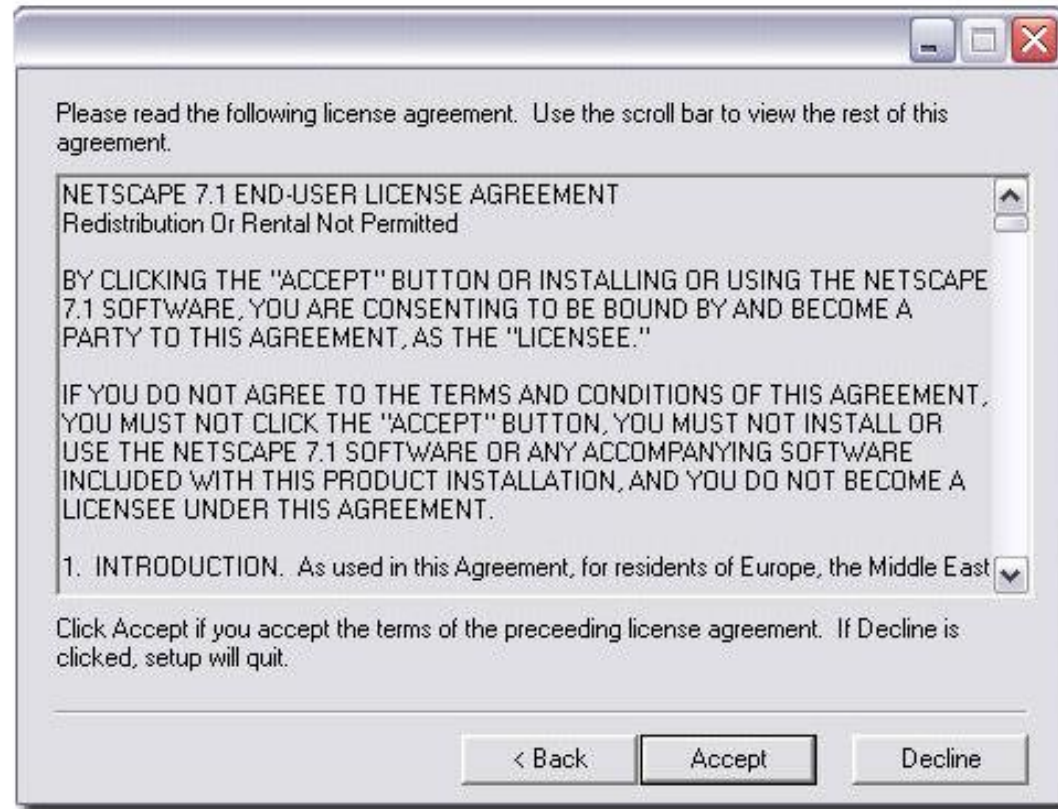 Please read the following license agreement.  Use the scroll bar to view the rest of this
agreement.
NETSCAPE 7.1 END-USER LICENSE AGREEMENT
Redistribution Or Rental Not Permitted
BY CLICKING THE "ACCEPT" BUTTON OR INSTALLING OR USING THE NETSCAPE
7.1 SOFTWARE, YOU ARE CONSENTING TO BE BOUND BY AND BECOME A
PARTY TO THIS AGREEMENT, AS THE "LICENSEE."
IF YOU DO NOT AGREE TO THE TERMS AND CONDITIONS OF THIS AGREEMENT,
YOU MUST NOT CLICK THE "ACCEPT" BUTTON, YOU MUST NOT INSTALL OR
USE THE NETSCAPE 7.1 SOFTWARE OR ANY ACCOMPANYING SOFTWARE
INCLUDED WITH THIS PRODUCT INSTALLATION, AND YOU DO NOT BECOME A
LICENSEE UNDER THIS AGREEMENT.
1.  INTRODUCTION.  As used in this Agreement, for residents of Europe, the Middle East
Click Accept if you accept the terms of the preceeding license agreement.  If Decline is
clicked, setup will quit.
< Back
Accept
Decline